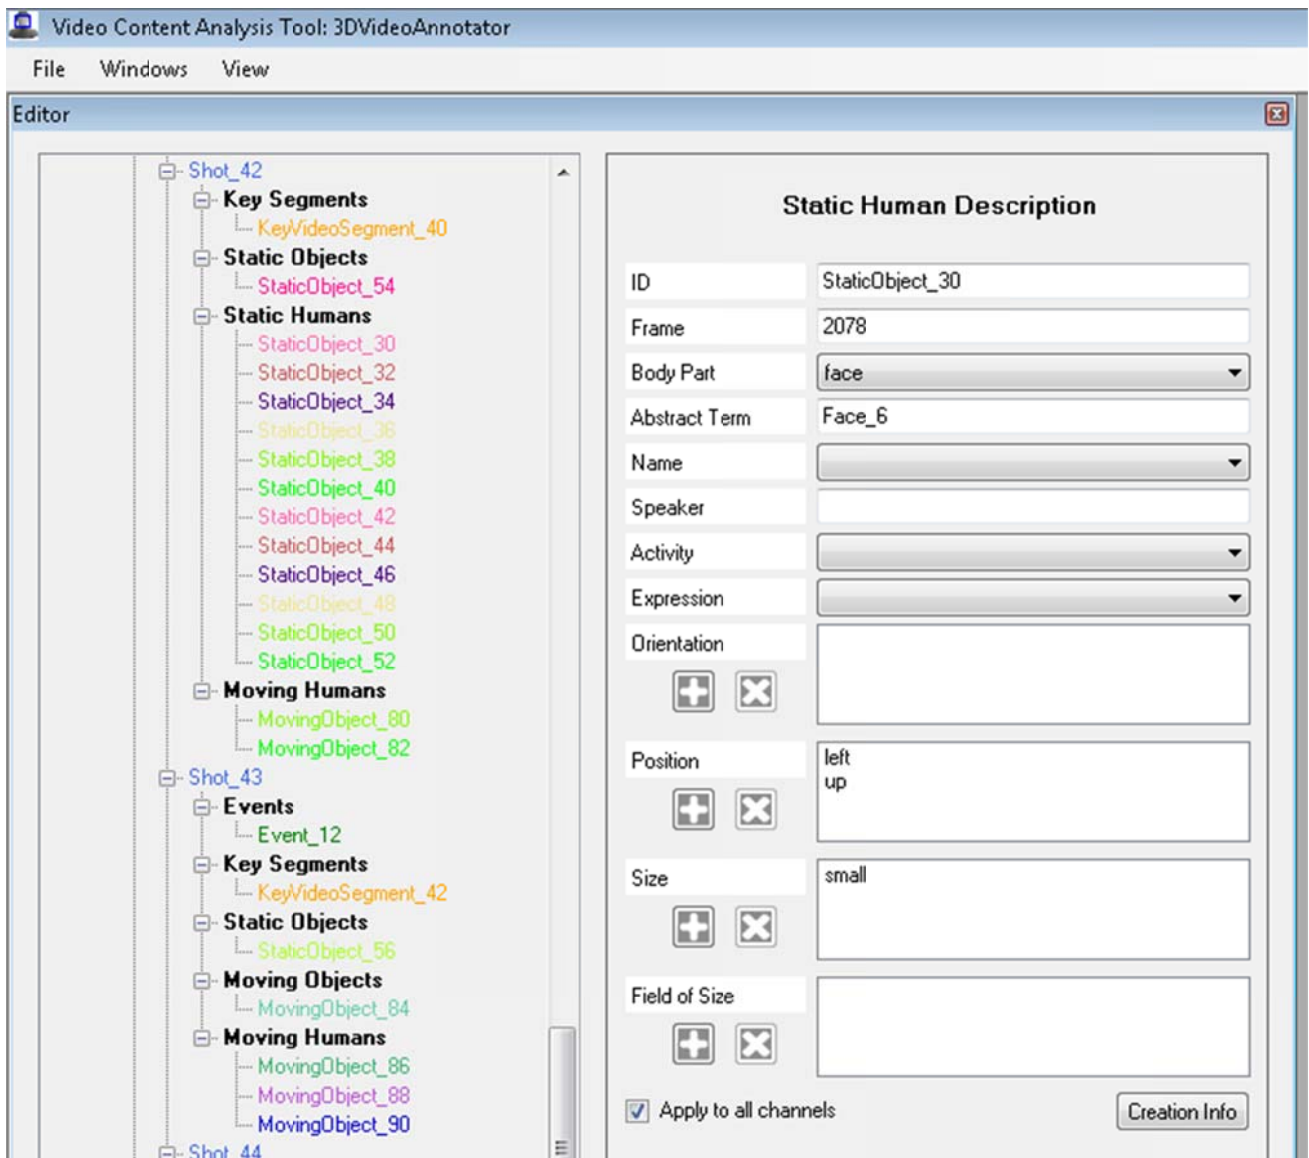 Video Content Analysis Tool: 3DVideoAnnotator
File Windows View
Editor
Shot_42
Key Segments
KeyVideoSegment_40
Static Objects
StaticObject_54
Static Humans
StaticObject_30
StaticObject_32
StaticObject_34
StaticObject_36
StaticObject_38
StaticObject_40
StaticObject_42
StaticObject_44
StaticObject_46
StaticObject_48
StaticObject_50
StaticObject_52
Moving Humans
MovingObject_80
MovingObject_82
Shot_43
Events
Event_12
Key Segments
KeyVideoSegment_42
Static Objects
StaticObject_56
Moving Objects
MovingObject_84
Moving Humans
MovingObject_86
MovingObject_88
MovingObject_90
Shot_44
Static Human Description
ID StaticObject_30
Frame 2078
Body Part face
Abstract Term Face_6
Name
Speaker
Activity
Expression
Orientation
Position left
up
Size small
Field of Size
Apply to all channels Creation Info